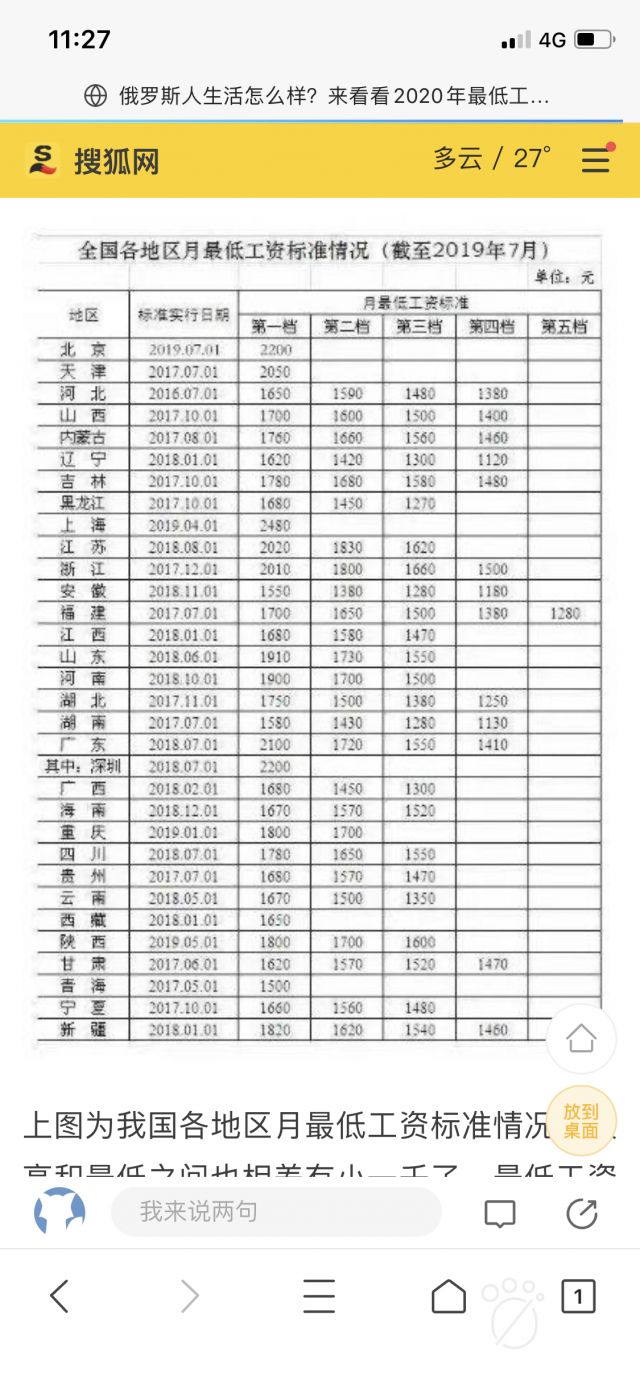 11:27
4G
俄罗斯人生活怎么样？来看看2020年最低工...
搜狐网
多云 / 27°
全国各地区月最低工资标准情况（截至2019年7月）
单位：元
地区 标准实行日期 月最低工资标准
第一档 第二档 第三档 第四档 第五档
北京 2019.07.01 2200
天津 2017.07.01 2050
河北 2016.07.01 1650 1590 1480 1380
山西 2017.10.01 1700 1600 1500 1400
内蒙古 2017.08.01 1760 1660 1560 1460
辽宁 2018.01.01 1620 1420 1300 1120
吉林 2017.10.01 1780 1680 1580 1480
黑龙江 2017.10.01 1680 1450 1270
上海 2019.04.01 2480
江苏 2018.08.01 2020 1830 1620
浙江 2017.12.01 2010 1800 1660 1500
安徽 2018.11.01 1550 1380 1280 1180
福建 2017.07.01 1700 1650 1500 1380 1280
江西 2018.01.01 1680 1580 1470
山东 2018.06.01 1910 1730 1550
河南 2018.10.01 1900 1700 1500
湖北 2017.11.01 1750 1500 1380 1250
湖南 2017.07.01 1580 1430 1280 1130
广东 2018.07.01 2100 1720 1550 1410
其中：深圳 2018.07.01 2200
广西 2018.02.01 1680 1450 1300
海南 2018.12.01 1670 1570 1520
重庆 2019.01.01 1800 1700
四川 2018.07.01 1780 1650 1550
贵州 2017.07.01 1680 1570 1470
云南 2018.05.01 1670 1500 1350
西藏 2018.01.01 1650
陕西 2019.05.01 1800 1700 1600
甘肃 2017.06.01 1620 1570 1520 1470
青海 2017.05.01 1500
宁夏 2017.10.01 1660 1560 1480
新疆 2018.01.01 1820 1620 1540 1460
放到
桌面
上图为我国各地区月最低工资标准情况
高和最低之间也相差有小一千了，最低工资
我来说两句
1